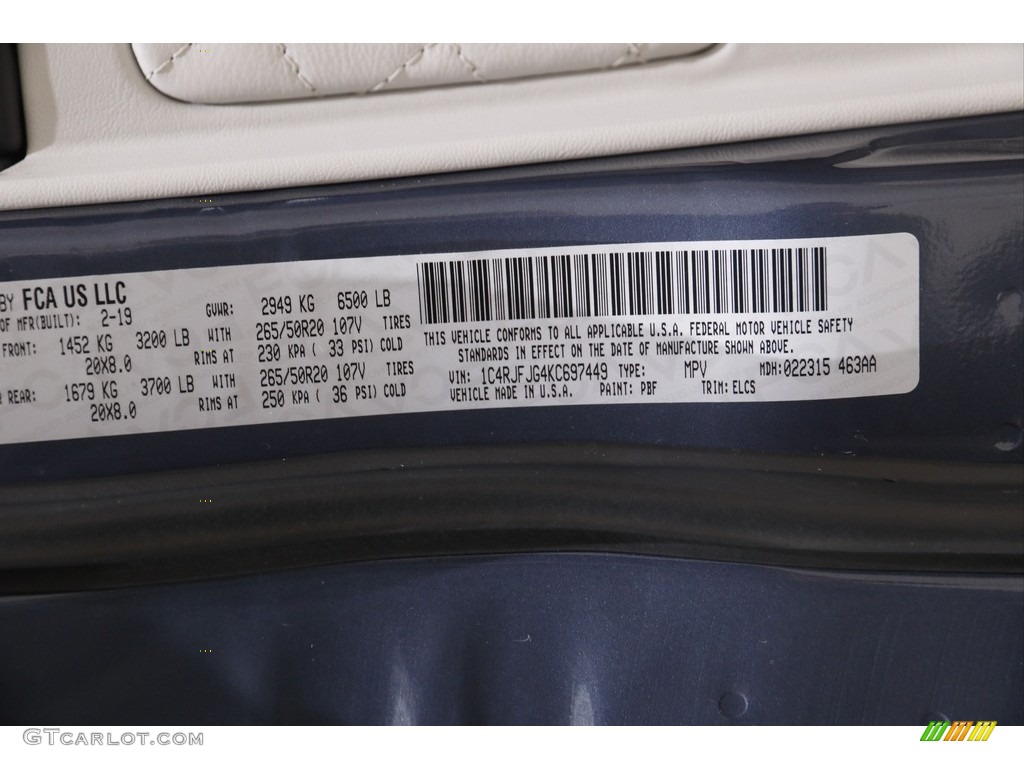 BY FCA US LLC
OF MFR(BUILT): 2-19
GVWR: 2949 KG 6500 LB
FRONT: 1452 KG 3200 LB WITH 265/50R20 107V TIRES
20X8.0 RIMS AT 230 KPA ( 33 PSI) COLD
REAR: 1679 KG 3700 LB WITH 265/50R20 107V TIRES
20X8.0 RIMS AT 250 KPA ( 36 PSI) COLD
THIS VEHICLE CONFORMS TO ALL APPLICABLE U.S.A. FEDERAL MOTOR VEHICLE SAFETY
STANDARDS IN EFFECT ON THE DATE OF MANUFACTURE SHOWN ABOVE.
VIN: 1C4RJFJG4KC697449 TYPE: MPV MDH:022315 463AA
VEHICLE MADE IN U.S.A. PAINT: PBF TRIM: ELCS
GTCARLOT.COM